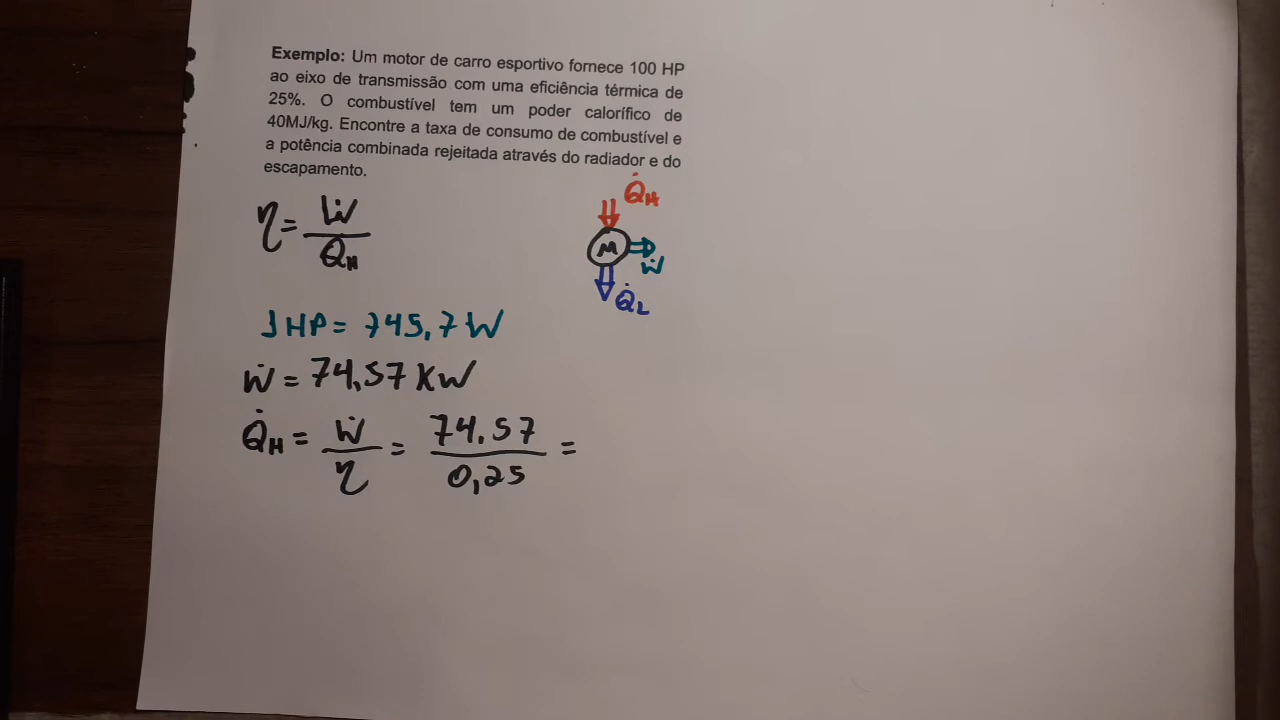 Exemplo: Um motor de carro esportivo fornece 100 HP
ao eixo de transmissão com uma eficiência térmica de
25%. O combustível tem um poder calorífico de
40MJ/kg. Encontre a taxa de consumo de combustível e
a potência combinada rejeitada através do radiador e do
escapamento.
η = Ẇ / Q̇H
Q̇H
M
Ẇ
Q̇L
1HP = 745,7 W
Ẇ = 74,57 KW
Q̇H = Ẇ / η = 74,57 / 0,25 =